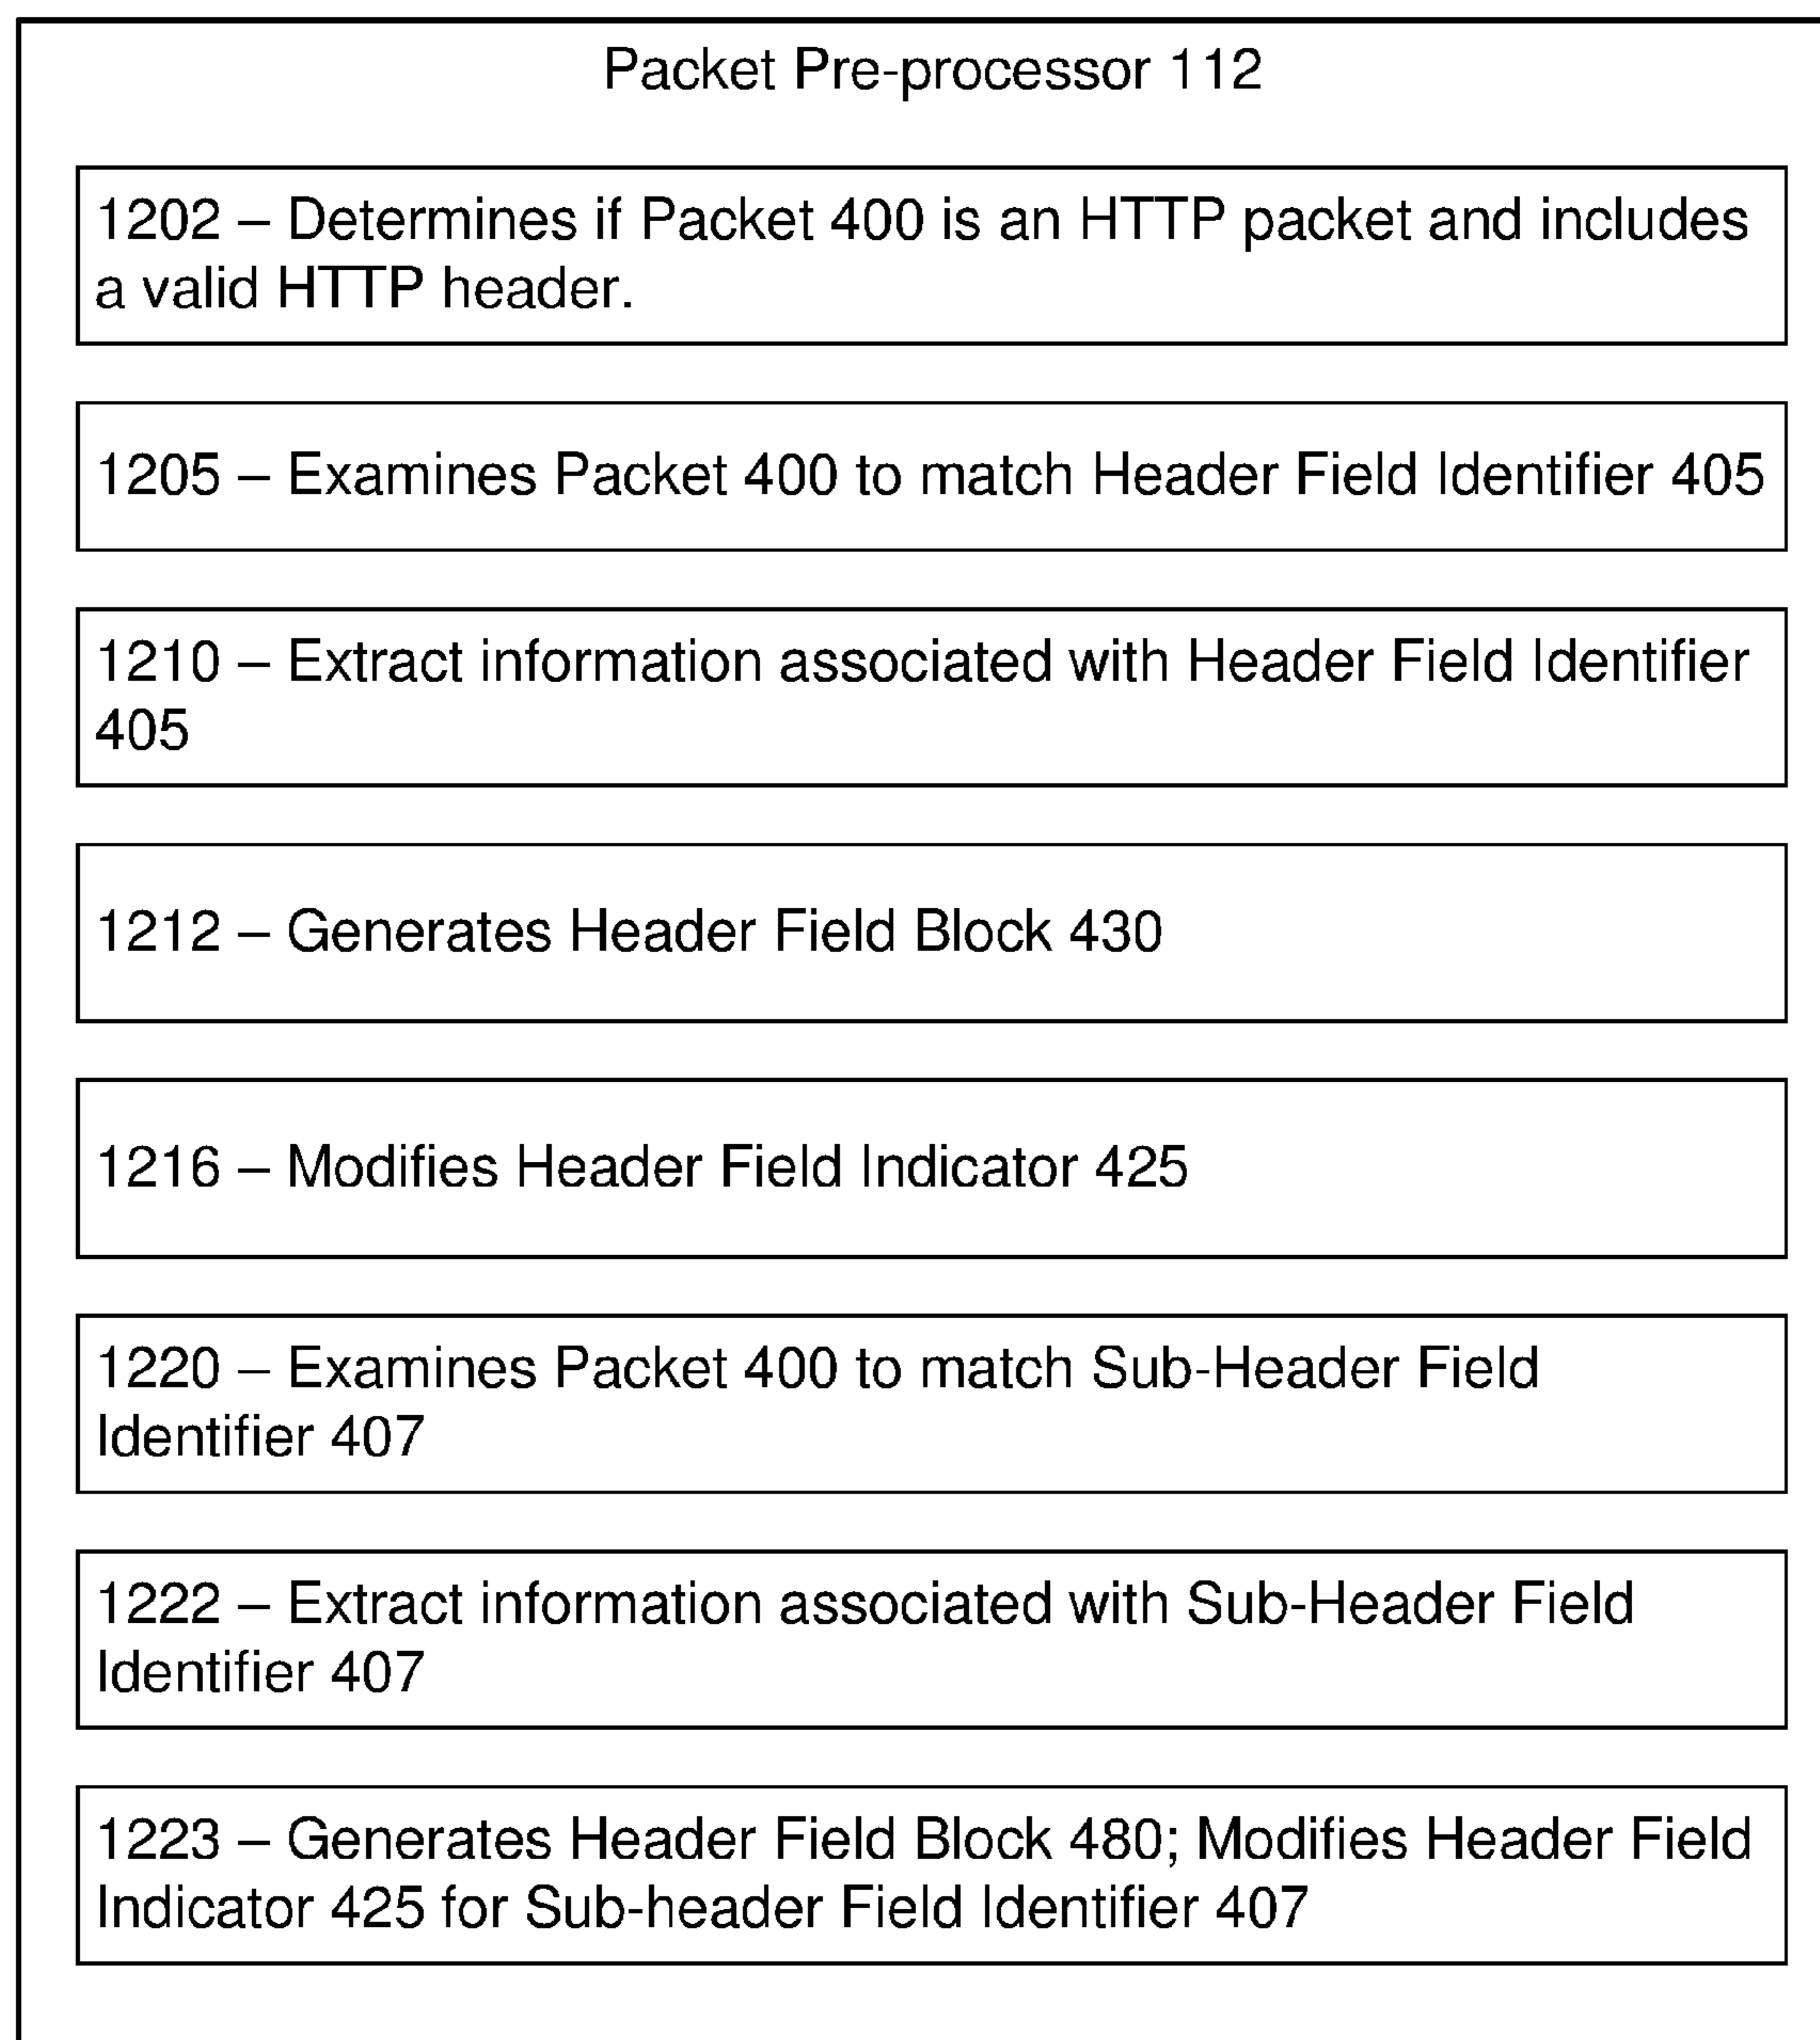 Packet Pre-processor 112
1202 – Determines if Packet 400 is an HTTP packet and includes
a valid HTTP header.
1205 – Examines Packet 400 to match Header Field Identifier 405
1210 – Extract information associated with Header Field Identifier
405
1212 – Generates Header Field Block 430
1216 – Modifies Header Field Indicator 425
1220 – Examines Packet 400 to match Sub-Header Field
Identifier 407
1222 – Extract information associated with Sub-Header Field
Identifier 407
1223 – Generates Header Field Block 480; Modifies Header Field
Indicator 425 for Sub-header Field Identifier 407